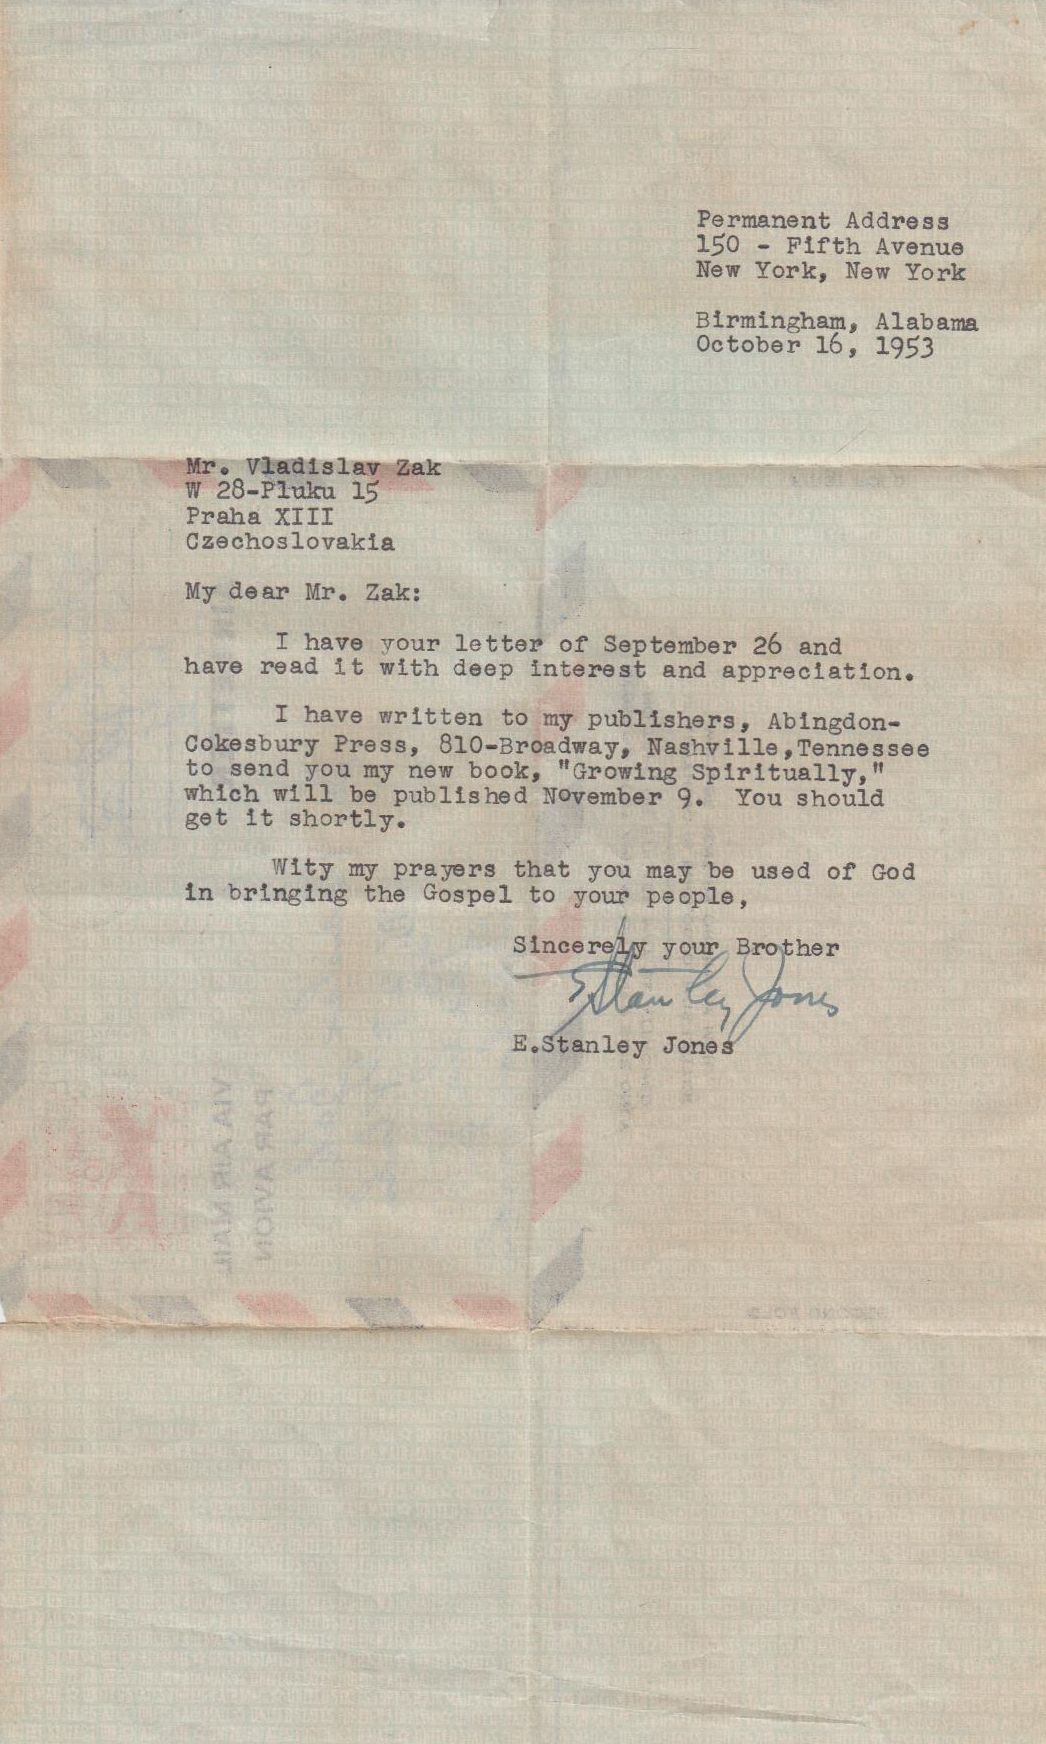 Permanent Address
150 - Fifth Avenue
New York, New York
Birmingham, Alabama
October 16, 1953
Mr. Vladislav Zak
W 28-Pluku 15
Praha XIII
Czechoslovakia
My dear Mr. Zak:
I have your letter of September 26 and
have read it with deep interest and appreciation.
I have written to my publishers, Abingdon-
Cokesbury Press, 810-Broadway, Nashville,Tennessee
to send you my new book, "Growing Spiritually,"
which will be published November 9. You should
get it shortly.
Wity my prayers that you may be used of God
in bringing the Gospel to your people,
Sincerely your Brother
E Stanley Jones
E.Stanley Jones
VIA AIR MAIL
PAR AVION
SECOND FOLD